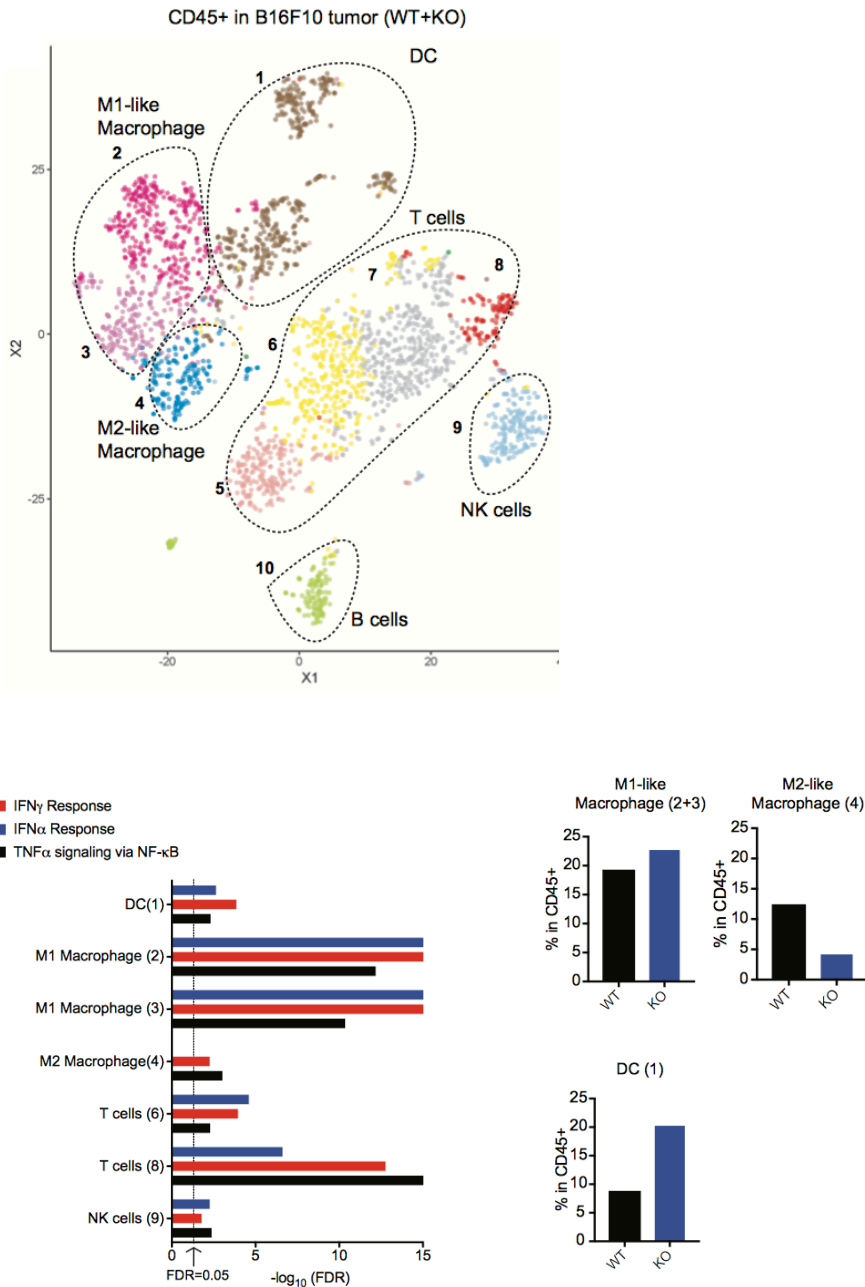 CD45+ in B16F10 tumor (WT+KO)
DC
1
M1-like
Macrophage
2
25
T cells
7
8
X2
0
3
6
4
M2-like
Macrophage
9
5
-25
NK cells
10
B cells
-20
0
20
X1
IFNγ Response
IFNα Response
TNFα signaling via NF-κB
DC(1)
M1 Macrophage (2)
M1 Macrophage (3)
M2 Macrophage(4)
T cells (6)
T cells (8)
NK cells (9)
0
5
10
15
FDR=0.05
-log10 (FDR)
M1-like
Macrophage (2+3)
% in CD45+
25
20
15
10
5
0
WT
KO
M2-like
Macrophage (4)
% in CD45+
25
20
15
10
5
0
WT
KO
DC (1)
% in CD45+
25
20
15
10
5
0
WT
KO